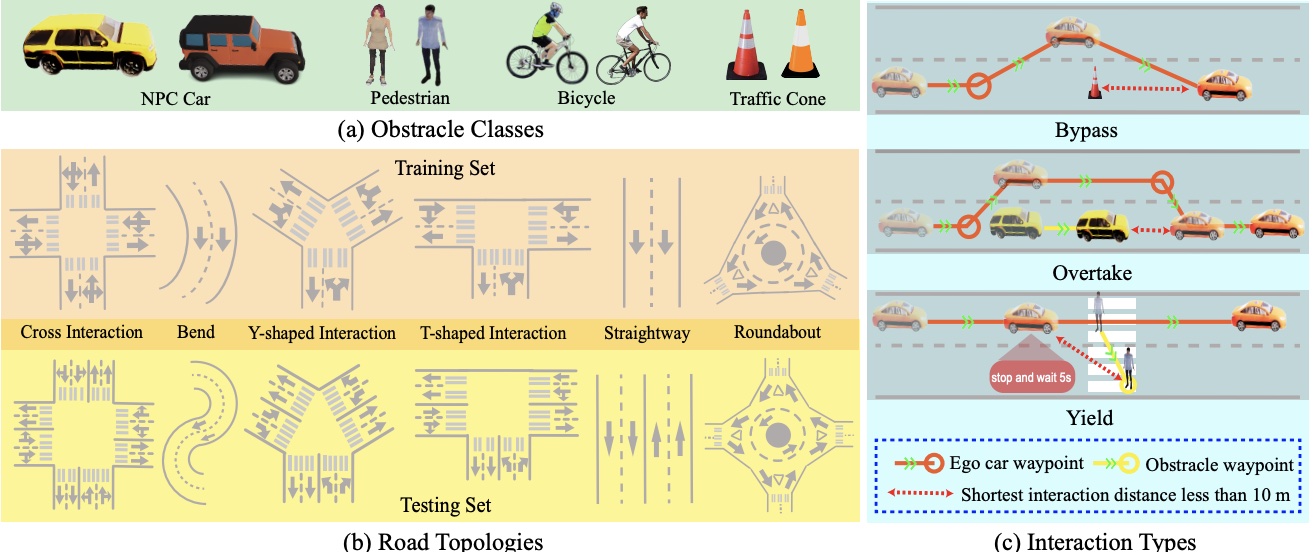 NPC Car
Pedestrian
Bicycle
Traffic Cone
(a) Obstacle Classes
Training Set
Cross Interaction
Bend
Y-shaped Interaction
T-shaped Interaction
Straightway
Roundabout
Testing Set
(b) Road Topologies
Bypass
Overtake
stop and wait 5s
Yield
Ego car waypoint
Obstacle waypoint
Shortest interaction distance less than 10 m
(c) Interaction Types